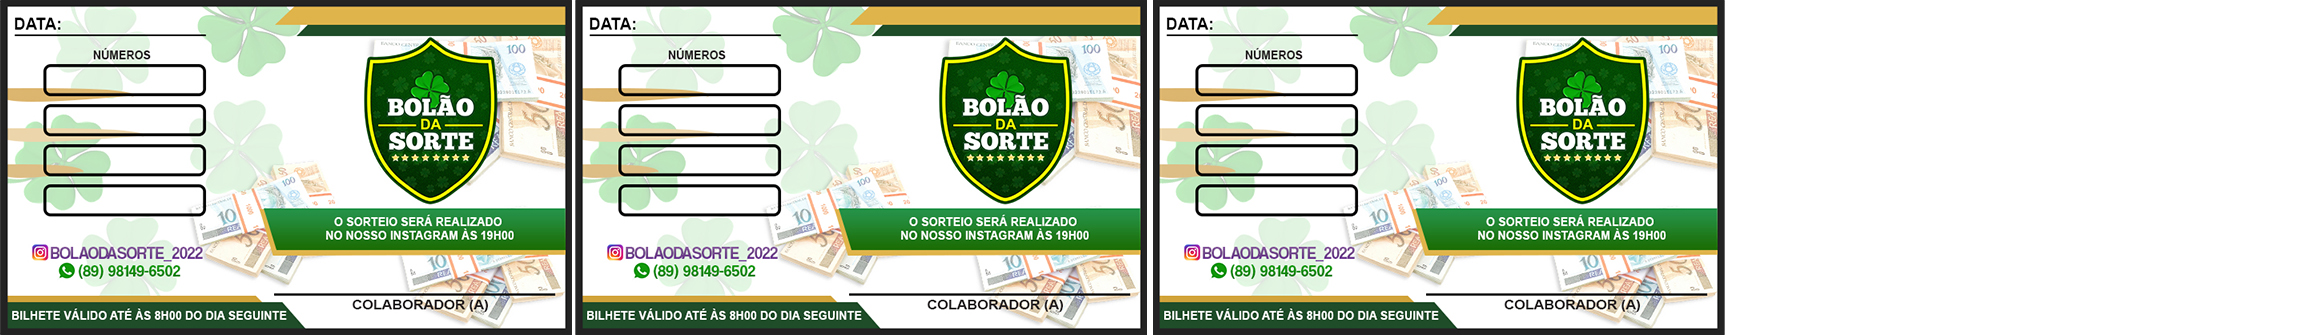 DATA:
NÚMEROS
BOLÃO
DA
SORTE
O SORTEIO SERÁ REALIZADO
NO NOSSO INSTAGRAM ÀS 19H00
BOLAODASORTE_2022
(89) 98149-6502
COLABORADOR (A)
BILHETE VÁLIDO ATÉ ÀS 8H00 DO DIA SEGUINTE
DATA:
NÚMEROS
BOLÃO
DA
SORTE
O SORTEIO SERÁ REALIZADO
NO NOSSO INSTAGRAM ÀS 19H00
BOLAODASORTE_2022
(89) 98149-6502
COLABORADOR (A)
BILHETE VÁLIDO ATÉ ÀS 8H00 DO DIA SEGUINTE
DATA:
NÚMEROS
BOLÃO
DA
SORTE
O SORTEIO SERÁ REALIZADO
NO NOSSO INSTAGRAM ÀS 19H00
BOLAODASORTE_2022
(89) 98149-6502
COLABORADOR (A)
BILHETE VÁLIDO ATÉ ÀS 8H00 DO DIA SEGUINTE